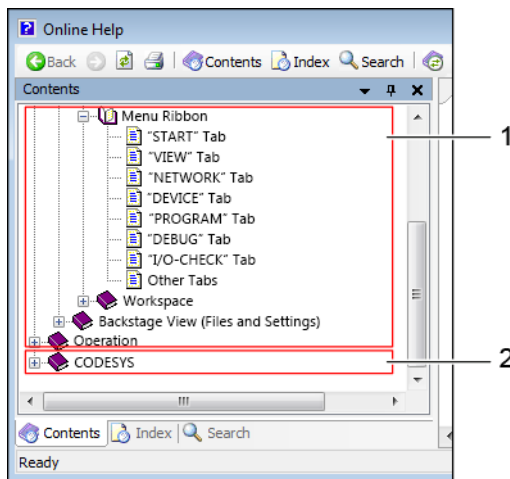 Online Help
Back Contents Index Search
Contents
Menu Ribbon
"START" Tab
1
"VIEW" Tab
"NETWORK" Tab
"DEVICE" Tab
"PROGRAM" Tab
"DEBUG" Tab
"I/O-CHECK" Tab
Other Tabs
Workspace
Backstage View (Files and Settings)
Operation
CODESYS
2
Contents Index Search
Ready